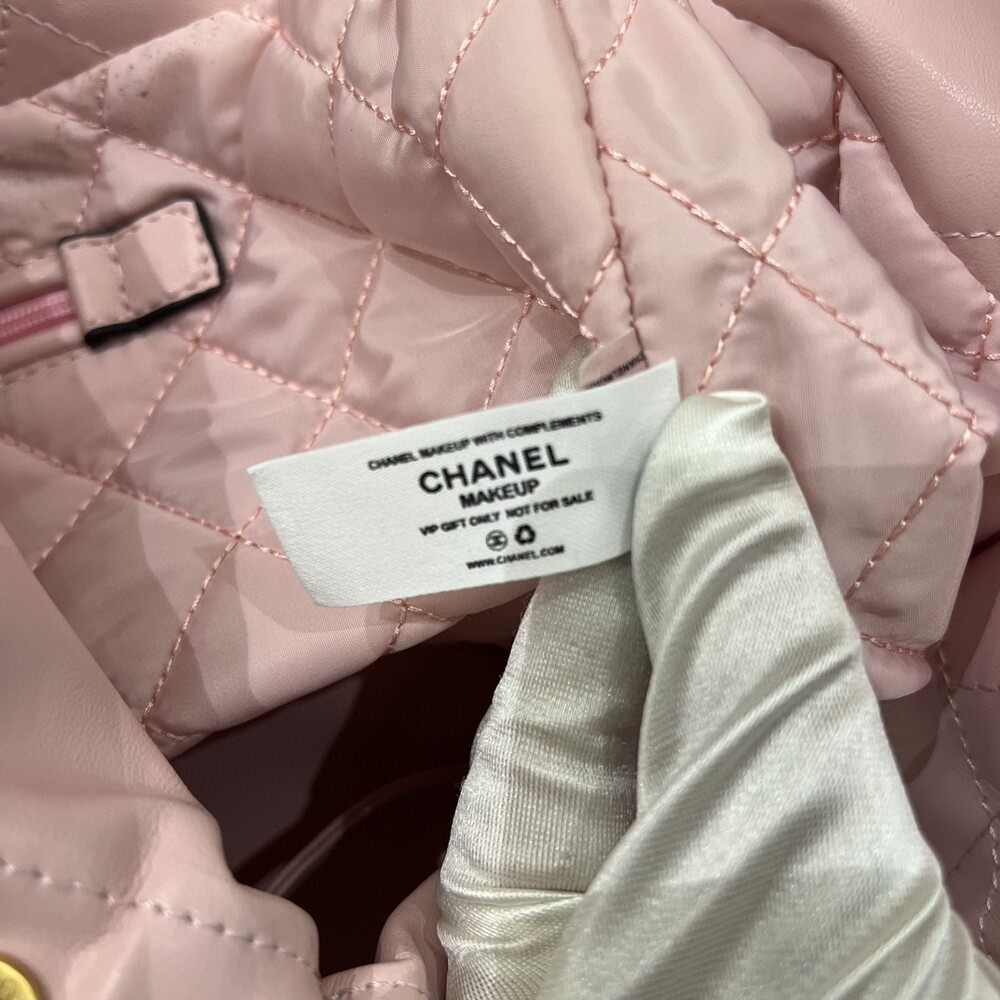 CHANEL MAKEUP WITH COMPLEMENTS
CHANEL
MAKEUP
VIP GIFT ONLY NOT FOR SALE
WWW.CHANEL.COM